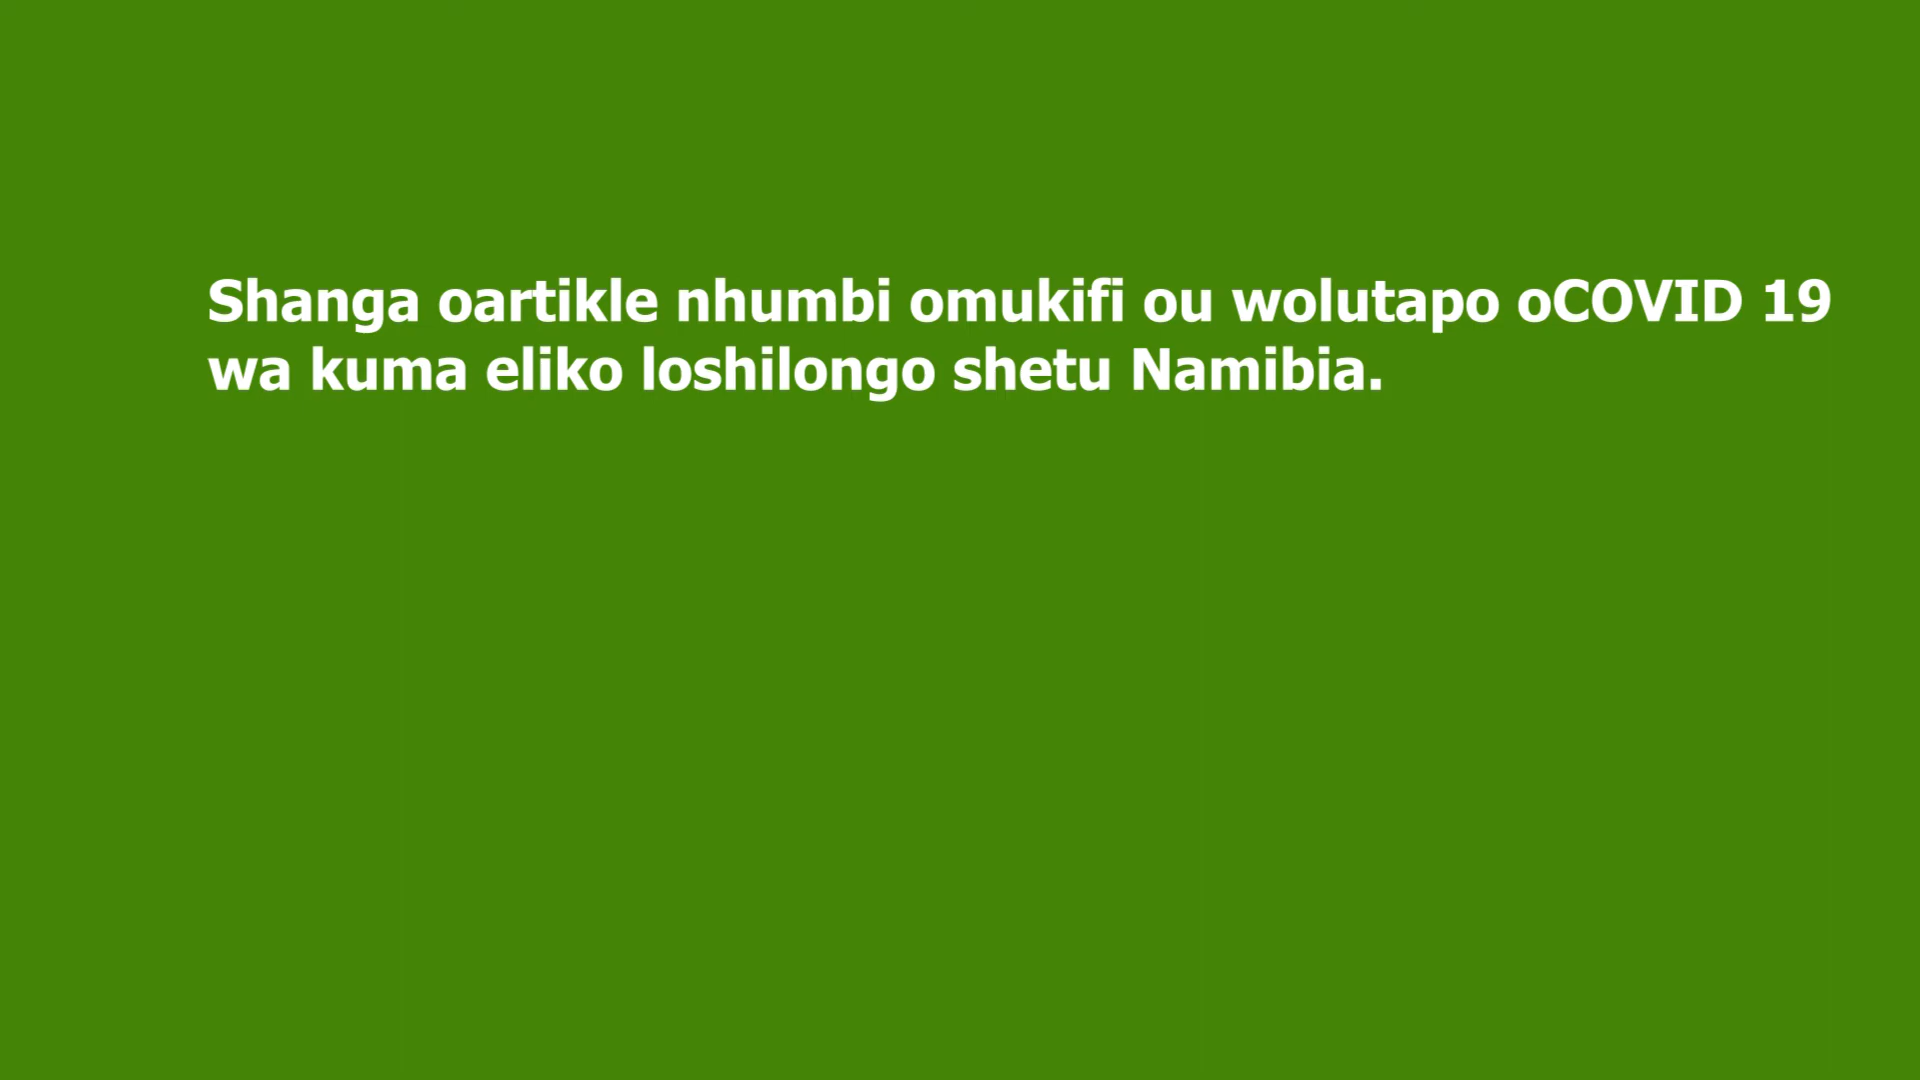 Shanga oartikle nhumbi omukifi ou wolutapo oCOVID 19
wa kuma eliko loshilongo shetu Namibia.